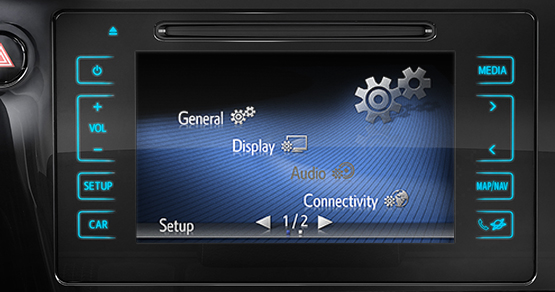 MEDIA
VOL
SETUP
MAP/NAV
CAR
General
Display
Audio
Connectivity
Setup
1/2